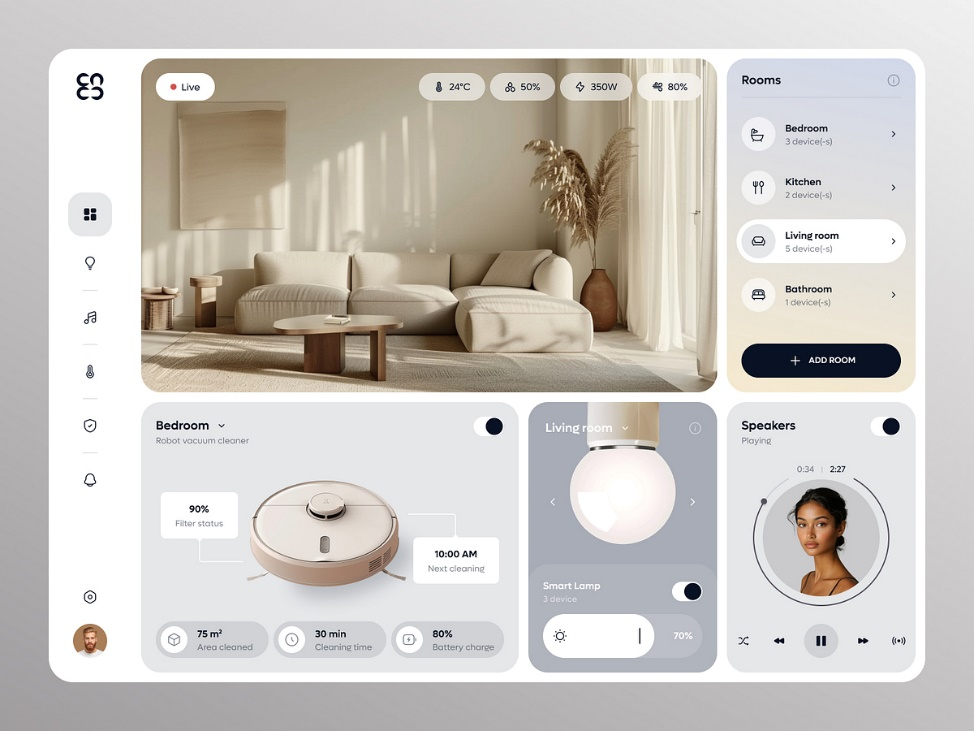 Live
24°C
50%
350W
80%
Rooms
Bedroom
3 device(-s)
Kitchen
2 device(-s)
Living room
5 device(-s)
Bathroom
1 device(-s)
ADD ROOM
Bedroom
Robot vacuum cleaner
90%
Filter status
10:00 AM
Next cleaning
75 m²
Area cleaned
30 min
Cleaning time
80%
Battery charge
Living room
Smart Lamp
3 device
70%
Speakers
Playing
0:34 | 2:27